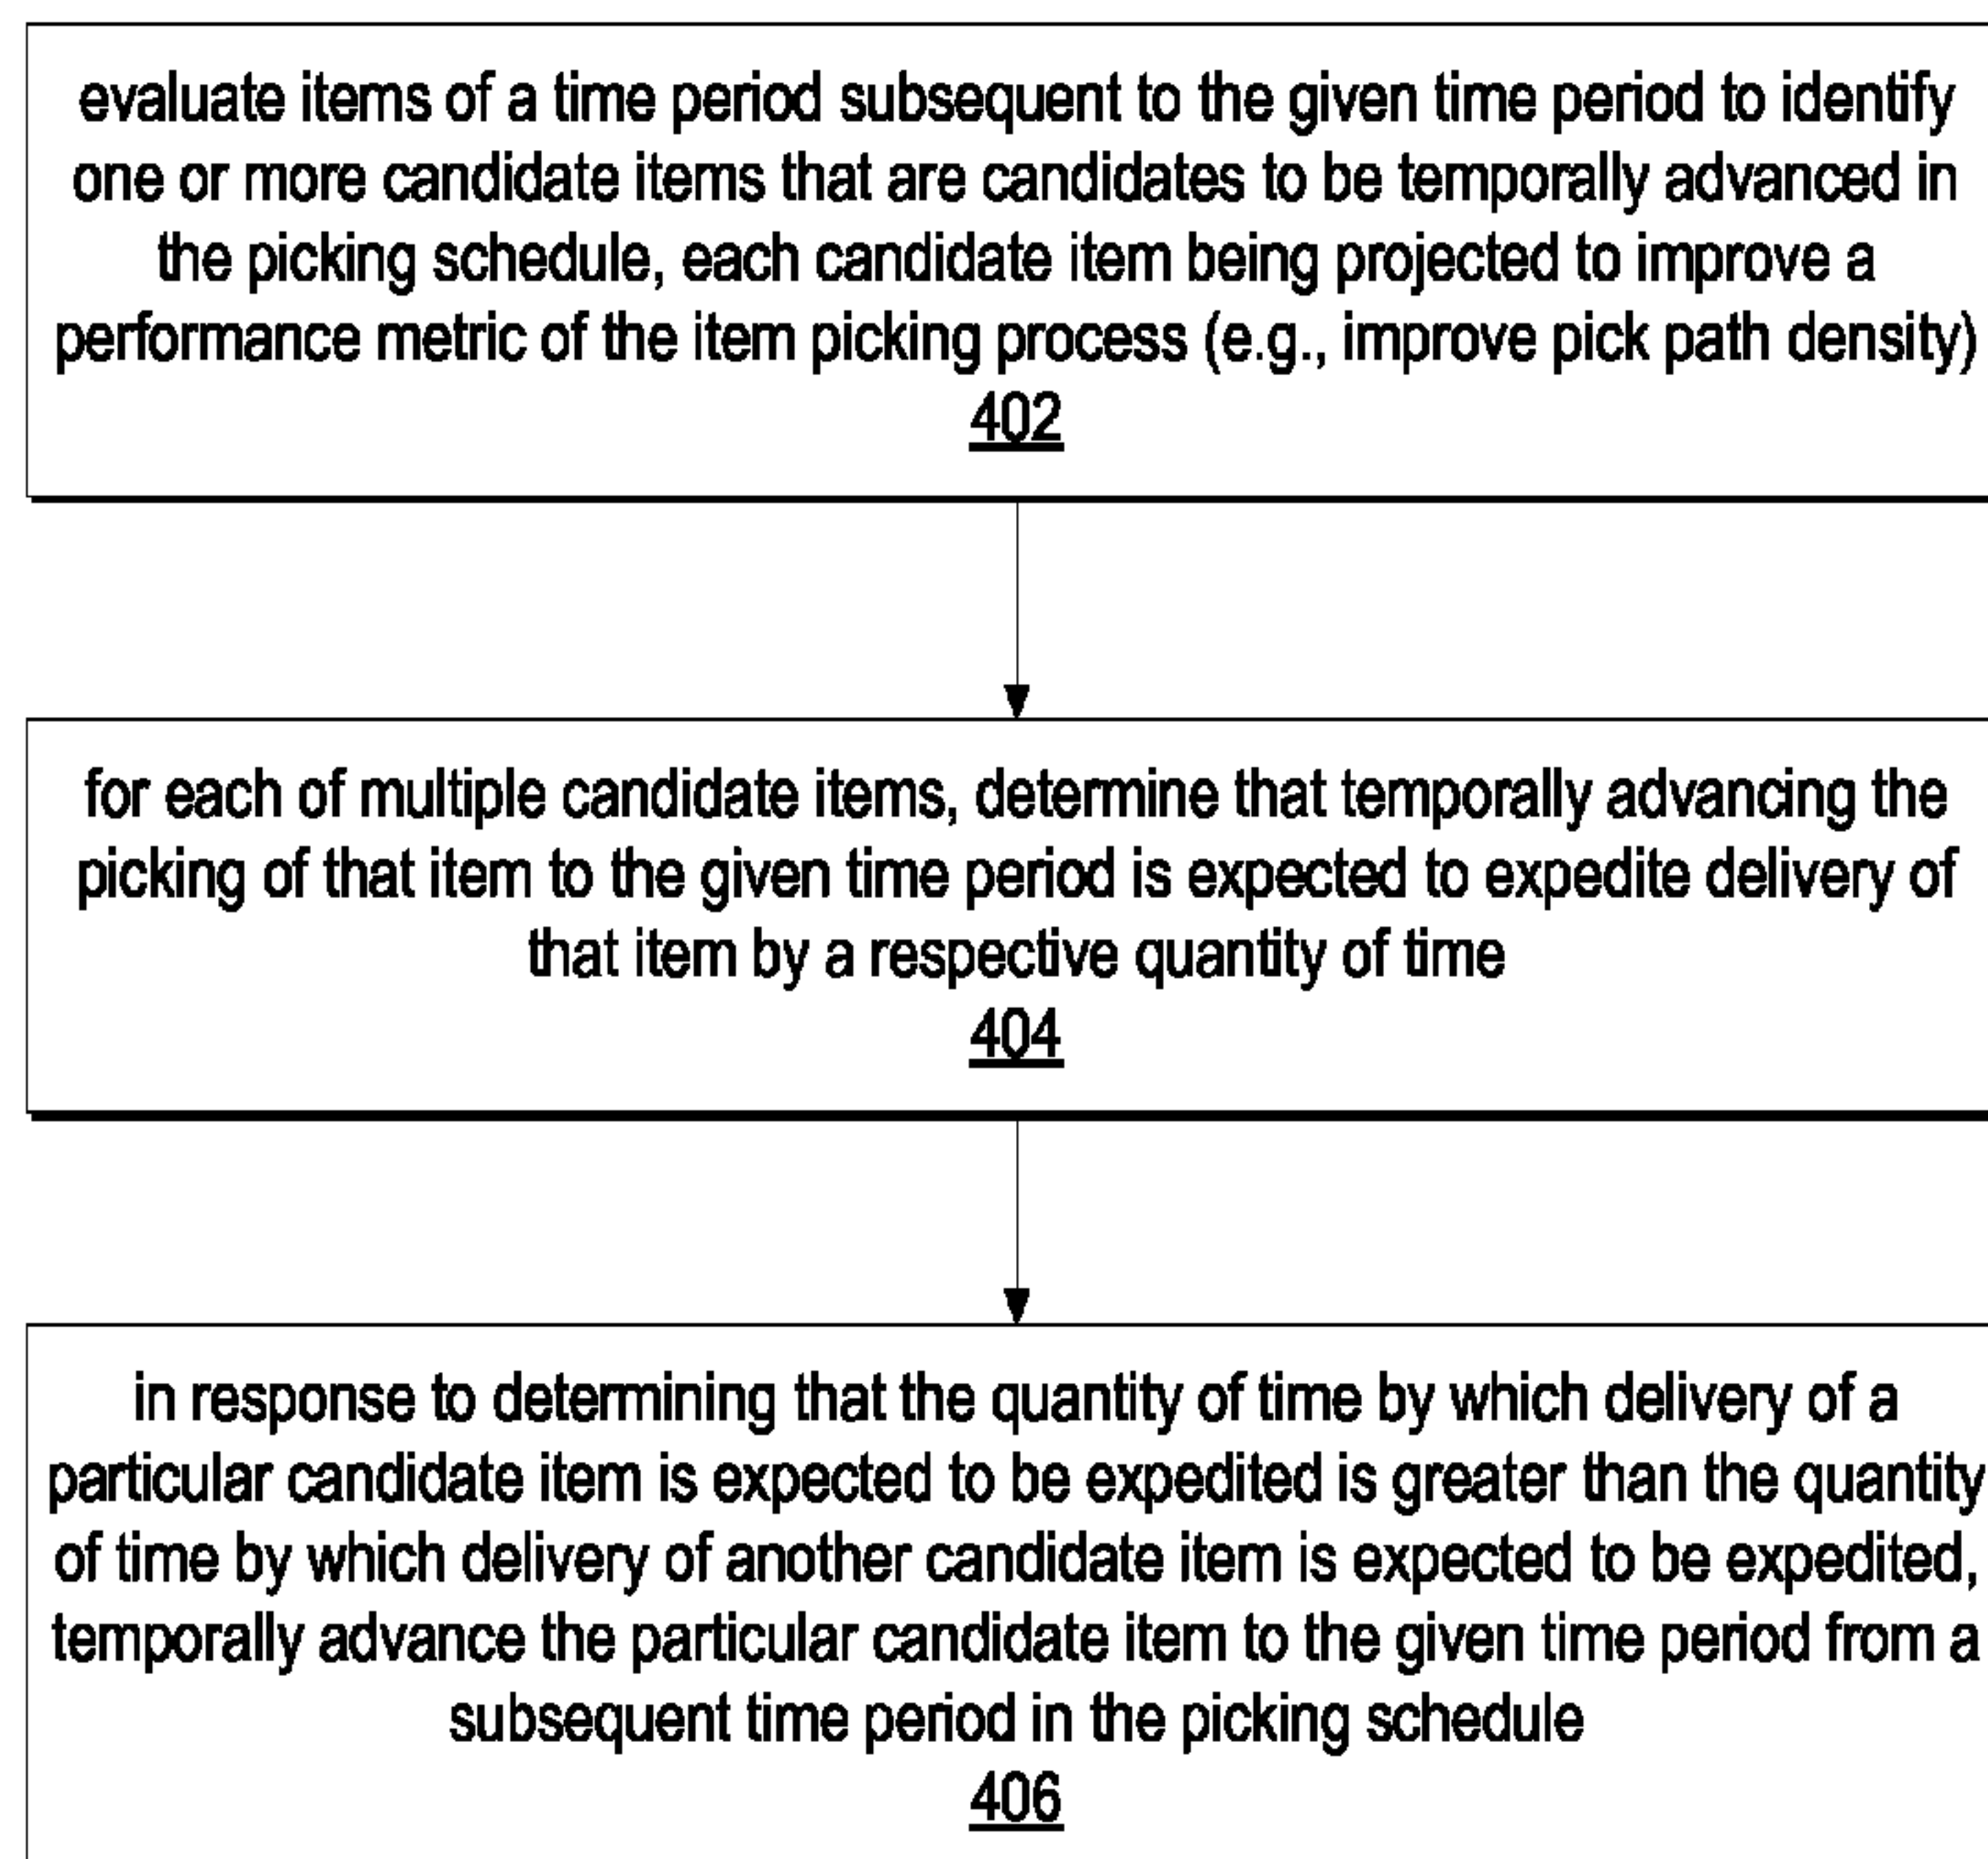 evaluate items of a time period subsequent to the given time period to identify
one or more candidate items that are candidates to be temporally advanced in
the picking schedule, each candidate item being projected to improve a
performance metric of the item picking process (e.g., improve pick path density)
402
for each of multiple candidate items, determine that temporally advancing the
picking of that item to the given time period is expected to expedite delivery of
that item by a respective quantity of time
404
in response to determining that the quantity of time by which delivery of a
particular candidate item is expected to be expedited is greater than the quantity
of time by which delivery of another candidate item is expected to be expedited,
temporally advance the particular candidate item to the given time period from a
subsequent time period in the picking schedule
406